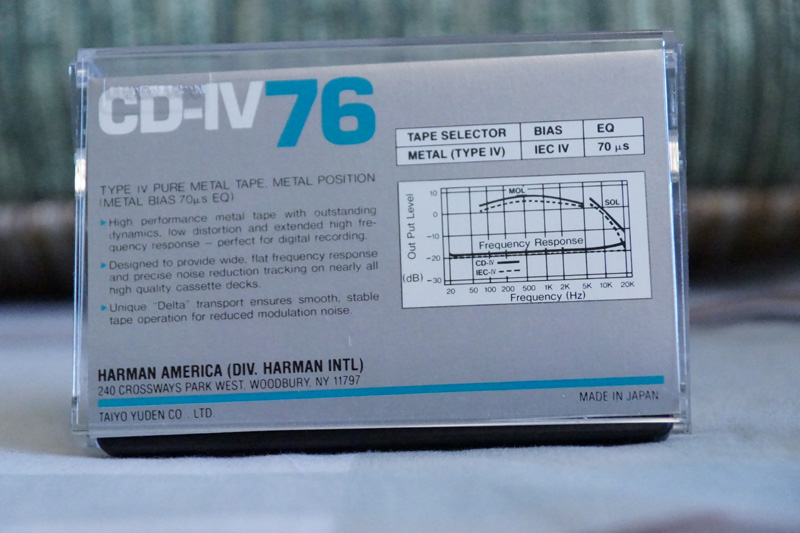 CD-IV76
TYPE IV PURE METAL TAPE. METAL POSITION
(METAL BIAS 70µs EQ)
High performance metal tape with outstanding
dynamics, low distortion and extended high fre-
quency response – perfect for digital recording.
Designed to provide wide, flat frequency response
and precise noise reduction tracking on nearly all
high quality cassette decks.
Unique "Delta" transport ensures smooth, stable
tape operation for reduced modulation noise.
HARMAN AMERICA (DIV. HARMAN INTL)
240 CROSSWAYS PARK WEST, WOODBURY, NY 11797
TAIYO YUDEN CO., LTD.
TAPE SELECTOR BIAS EQ
METAL (TYPE IV) IEC IV 70 µs
Out Put Level
(dB)
10
0
-10
-20
-30
MOL
SOL
Frequency Response
CD-IV
IEC-IV
20 50 100 200 500 1K 2K 5K 10K 20K
Frequency (Hz)
MADE IN JAPAN